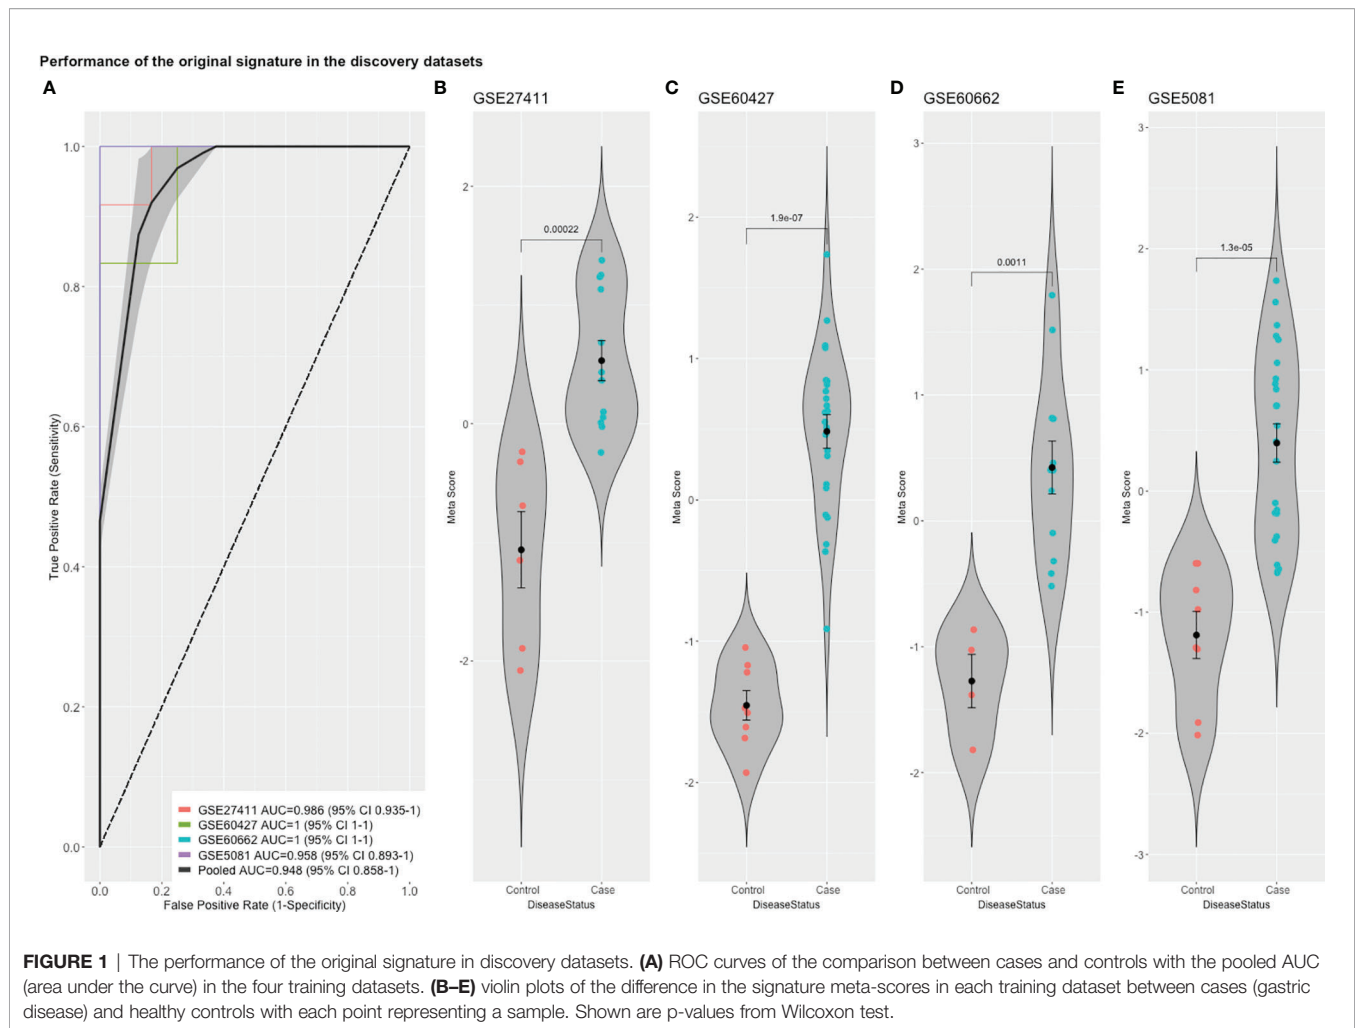 Performance of the original signature in the discovery datasets
A
1.0
0.8
0.6
0.4
0.2
0.0
True Positive Rate (Sensitivity)
GSE27411 AUC=0.986 (95% CI 0.935-1)
GSE60427 AUC=1 (95% CI 1-1)
GSE60662 AUC=1 (95% CI 1-1)
GSE5081 AUC=0.958 (95% CI 0.893-1)
Pooled AUC=0.948 (95% CI 0.858-1)
0.0 0.2 0.4 0.6 0.8 1.0
False Positive Rate (1-Specificity)
B
GSE27411
2
0
-2
Meta Score
0.00022
Control Case
DiseaseStatus
C
GSE60427
2
1
0
-1
-2
Meta Score
1.9e-07
Control Case
DiseaseStatus
D
GSE60662
3
2
1
0
-1
-2
Meta Score
0.0011
Control Case
DiseaseStatus
E
GSE5081
3
2
1
0
-1
-2
-3
Meta Score
1.3e-05
Control Case
DiseaseStatus
FIGURE 1 | The performance of the original signature in discovery datasets. (A) ROC curves of the comparison between cases and controls with the pooled AUC
(area under the curve) in the four training datasets. (B–E) violin plots of the difference in the signature meta-scores in each training dataset between cases (gastric
disease) and healthy controls with each point representing a sample. Shown are p-values from Wilcoxon test.